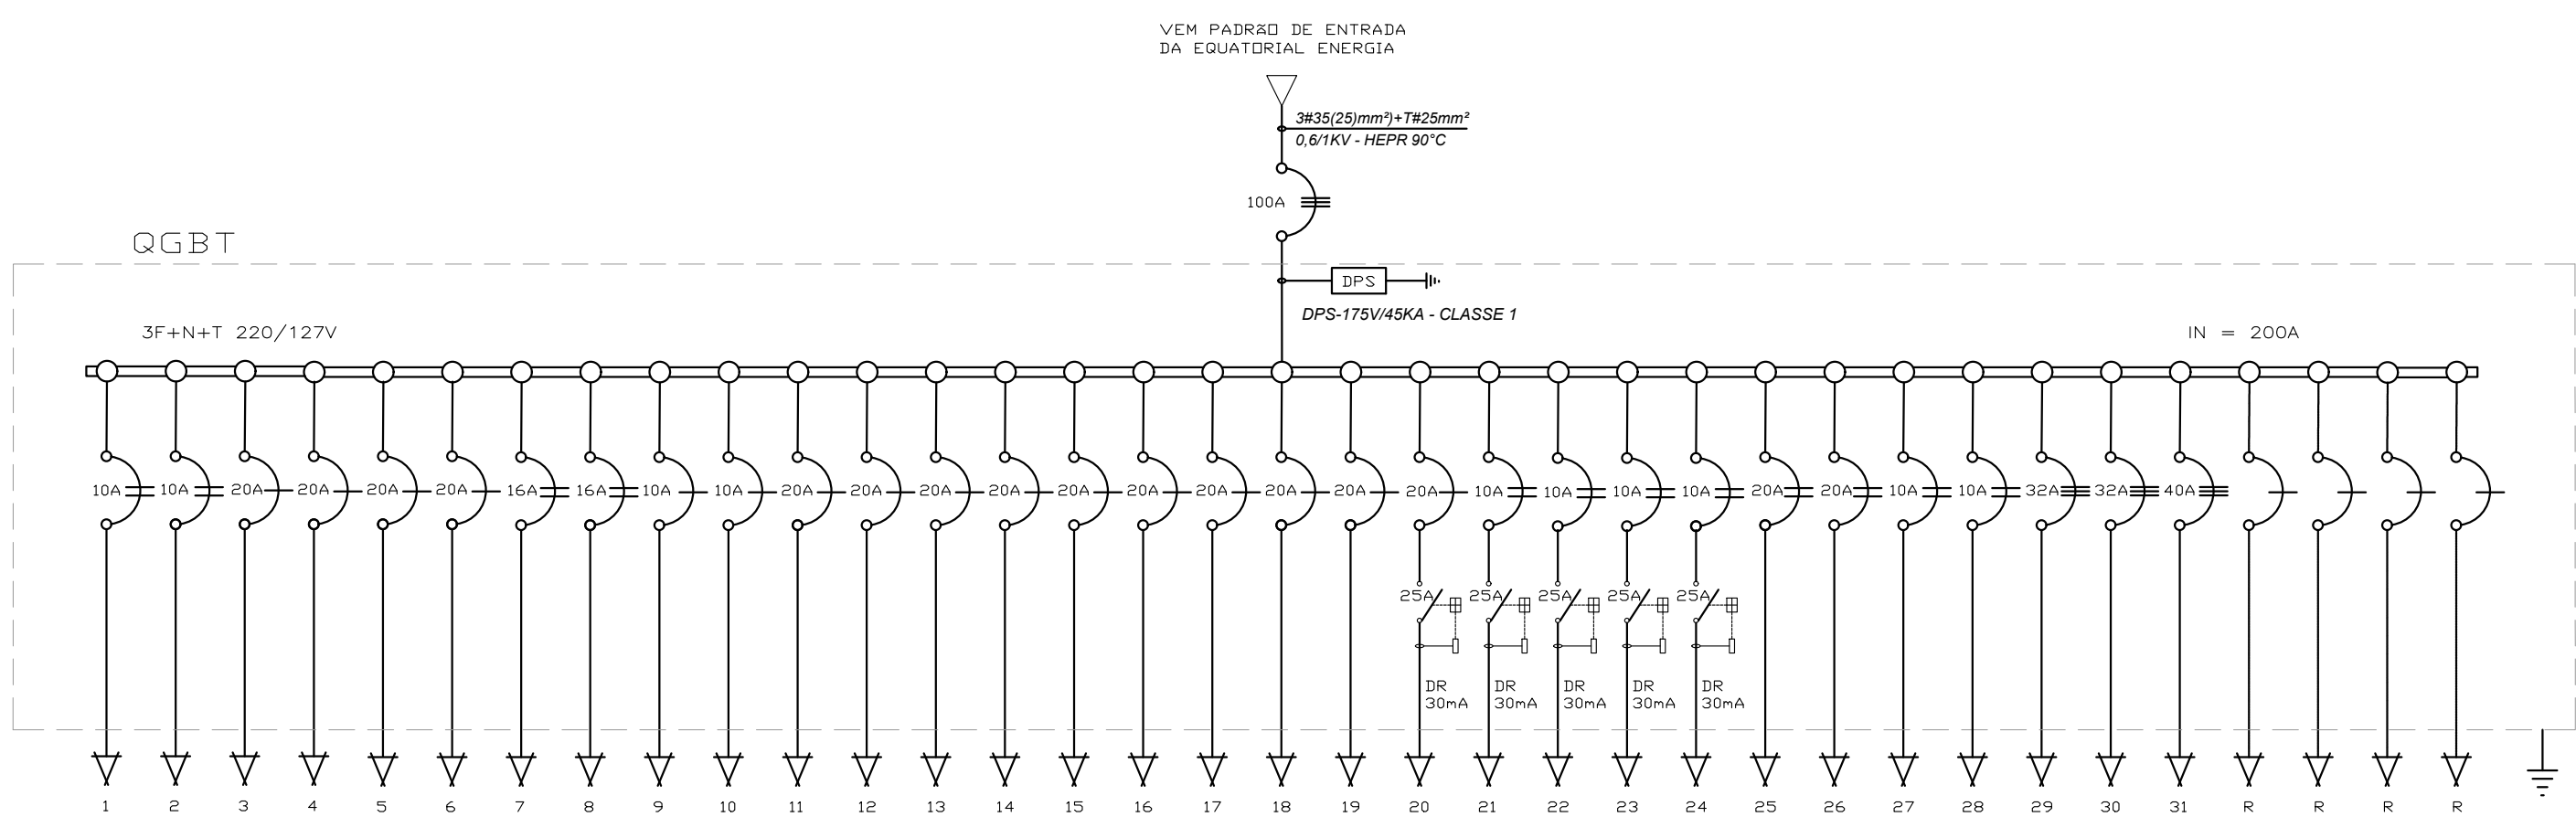 VEM PADRÃO DE ENTRADA
DA EQUATORIAL ENERGIA
3#35(25)mm²)+T#25mm²
0,6/1KV - HEPR 90°C
100A
QGBT
DPS
DPS-175V/45KA - CLASSE 1
3F+N+T 220/127V
IN = 200A
10A 10A 20A 20A 20A 20A 16A 16A 10A 10A 20A 20A 20A 20A 20A 20A 20A 20A 20A 20A 10A 10A 10A 10A 20A 20A 10A 10A 32A 32A 40A
25A 25A 25A 25A 25A
DR DR DR DR DR
30mA 30mA 30mA 30mA 30mA
1 2 3 4 5 6 7 8 9 10 11 12 13 14 15 16 17 18 19 20 21 22 23 24 25 26 27 28 29 30 31 R R R R